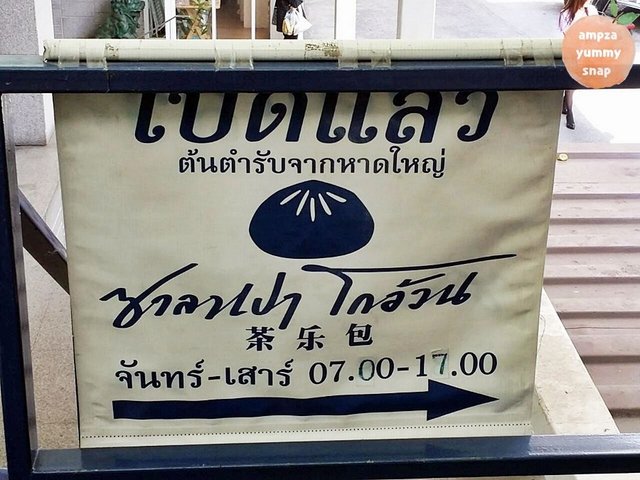 ampza
yummy
snap
เปิดแล้ว
ต้นตำรับจากหาดใหญ่
ซาลาเปา โกอ้วน
茶乐包
จันทร์-เสาร์ 07.00-17.00